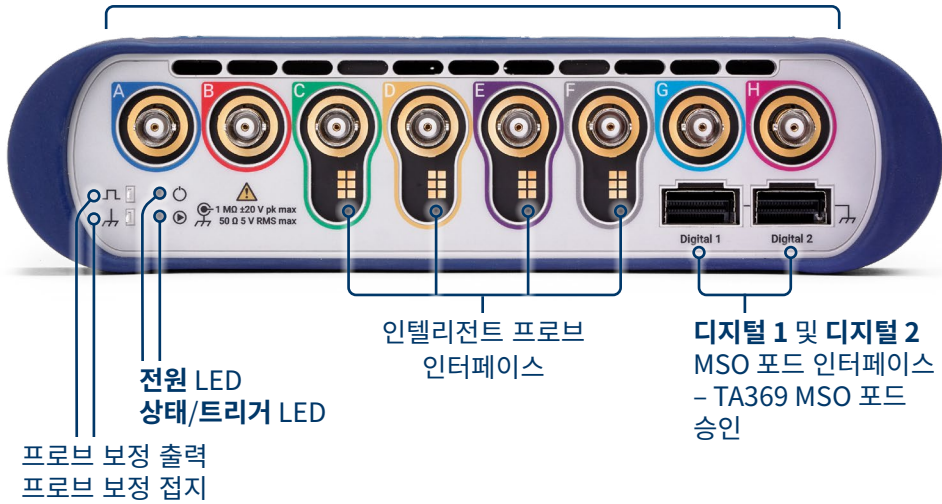 A B C D E F G H
1 MΩ ±20 V pk max
50 Ω 5 V RMS max
Digital 1 Digital 2
인텔리전트 프로브
인터페이스
디지털 1 및 디지털 2
MSO 포드 인터페이스
– TA369 MSO 포드
승인
전원 LED
상태/트리거 LED
프로브 보정 출력
프로브 보정 접지